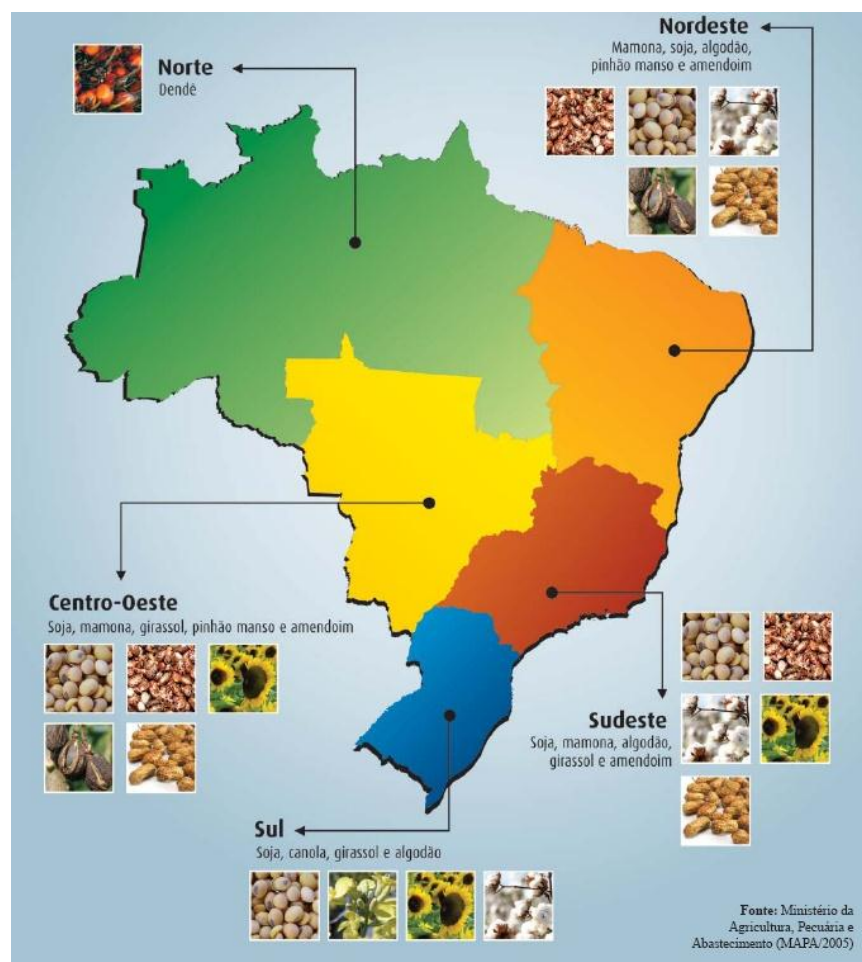 Norte
Dendê
Nordeste
Mamona, soja, algodão,
pinhão manso e amendoim
Centro-Oeste
Soja, mamona, girassol, pinhão manso e amendoim
Sudeste
Soja, mamona, algodão,
girassol e amendoim
Sul
Soja, canola, girassol e algodão
Fonte: Ministério da
Agricultura, Pecuária e
Abastecimento (MAPA/2005)